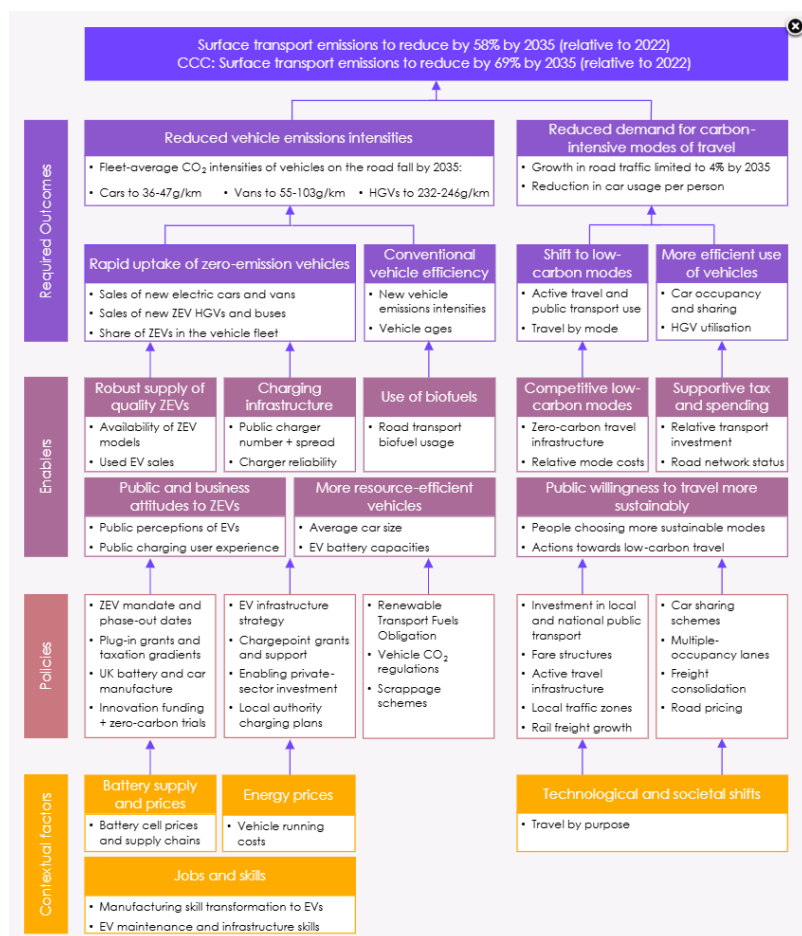 Surface transport emissions to reduce by 58% by 2035 (relative to 2022)
CCC: Surface transport emissions to reduce by 69% by 2035 (relative to 2022)
Required Outcomes
Reduced vehicle emissions intensities
• Fleet-average CO₂ intensities of vehicles on the road fall by 2035:
• Cars to 36-47g/km • Vans to 55-103g/km • HGVs to 232-246g/km
Reduced demand for carbon-
intensive modes of travel
• Growth in road traffic limited to 4% by 2035
• Reduction in car usage per person
Rapid uptake of zero-emission vehicles
• Sales of new electric cars and vans
• Sales of new ZEV HGVs and buses
• Share of ZEVs in the vehicle fleet
Conventional
vehicle efficiency
• New vehicle
emissions intensities
• Vehicle ages
Shift to low-
carbon modes
• Active travel and
public transport use
• Travel by mode
More efficient use
of vehicles
• Car occupancy
and sharing
• HGV utilisation
Enablers
Robust supply of
quality ZEVs
• Availability of ZEV
models
• Used EV sales
Charging
infrastructure
• Public charger
number + spread
• Charger reliability
Use of biofuels
• Road transport
biofuel usage
Competitive low-
carbon modes
• Zero-carbon travel
infrastructure
• Relative mode costs
Supportive tax
and spending
• Relative transport
investment
• Road network status
Public and business
attitudes to ZEVs
• Public perceptions of EVs
• Public charging user experience
More resource-efficient
vehicles
• Average car size
• EV battery capacities
Public willingness to travel more
sustainably
• People choosing more sustainable modes
• Actions towards low-carbon travel
Policies
• ZEV mandate and
phase-out dates
• Plug-in grants and
taxation gradients
• UK battery and car
manufacture
• Innovation funding
+ zero-carbon trials
• EV infrastructure
strategy
• Chargepoint grants
and support
• Enabling private-
sector investment
• Local authority
charging plans
• Renewable
Transport Fuels
Obligation
• Vehicle CO₂
regulations
• Scrappage
schemes
• Investment in local
and national public
transport
• Fare structures
• Active travel
infrastructure
• Local traffic zones
• Rail freight growth
• Car sharing
schemes
• Multiple-
occupancy lanes
• Freight
consolidation
• Road pricing
Contextual factors
Battery supply
and prices
• Battery cell prices
and supply chains
Energy prices
• Vehicle running
costs
Technological and societal shifts
• Travel by purpose
Jobs and skills
• Manufacturing skill transformation to EVs
• EV maintenance and infrastructure skills